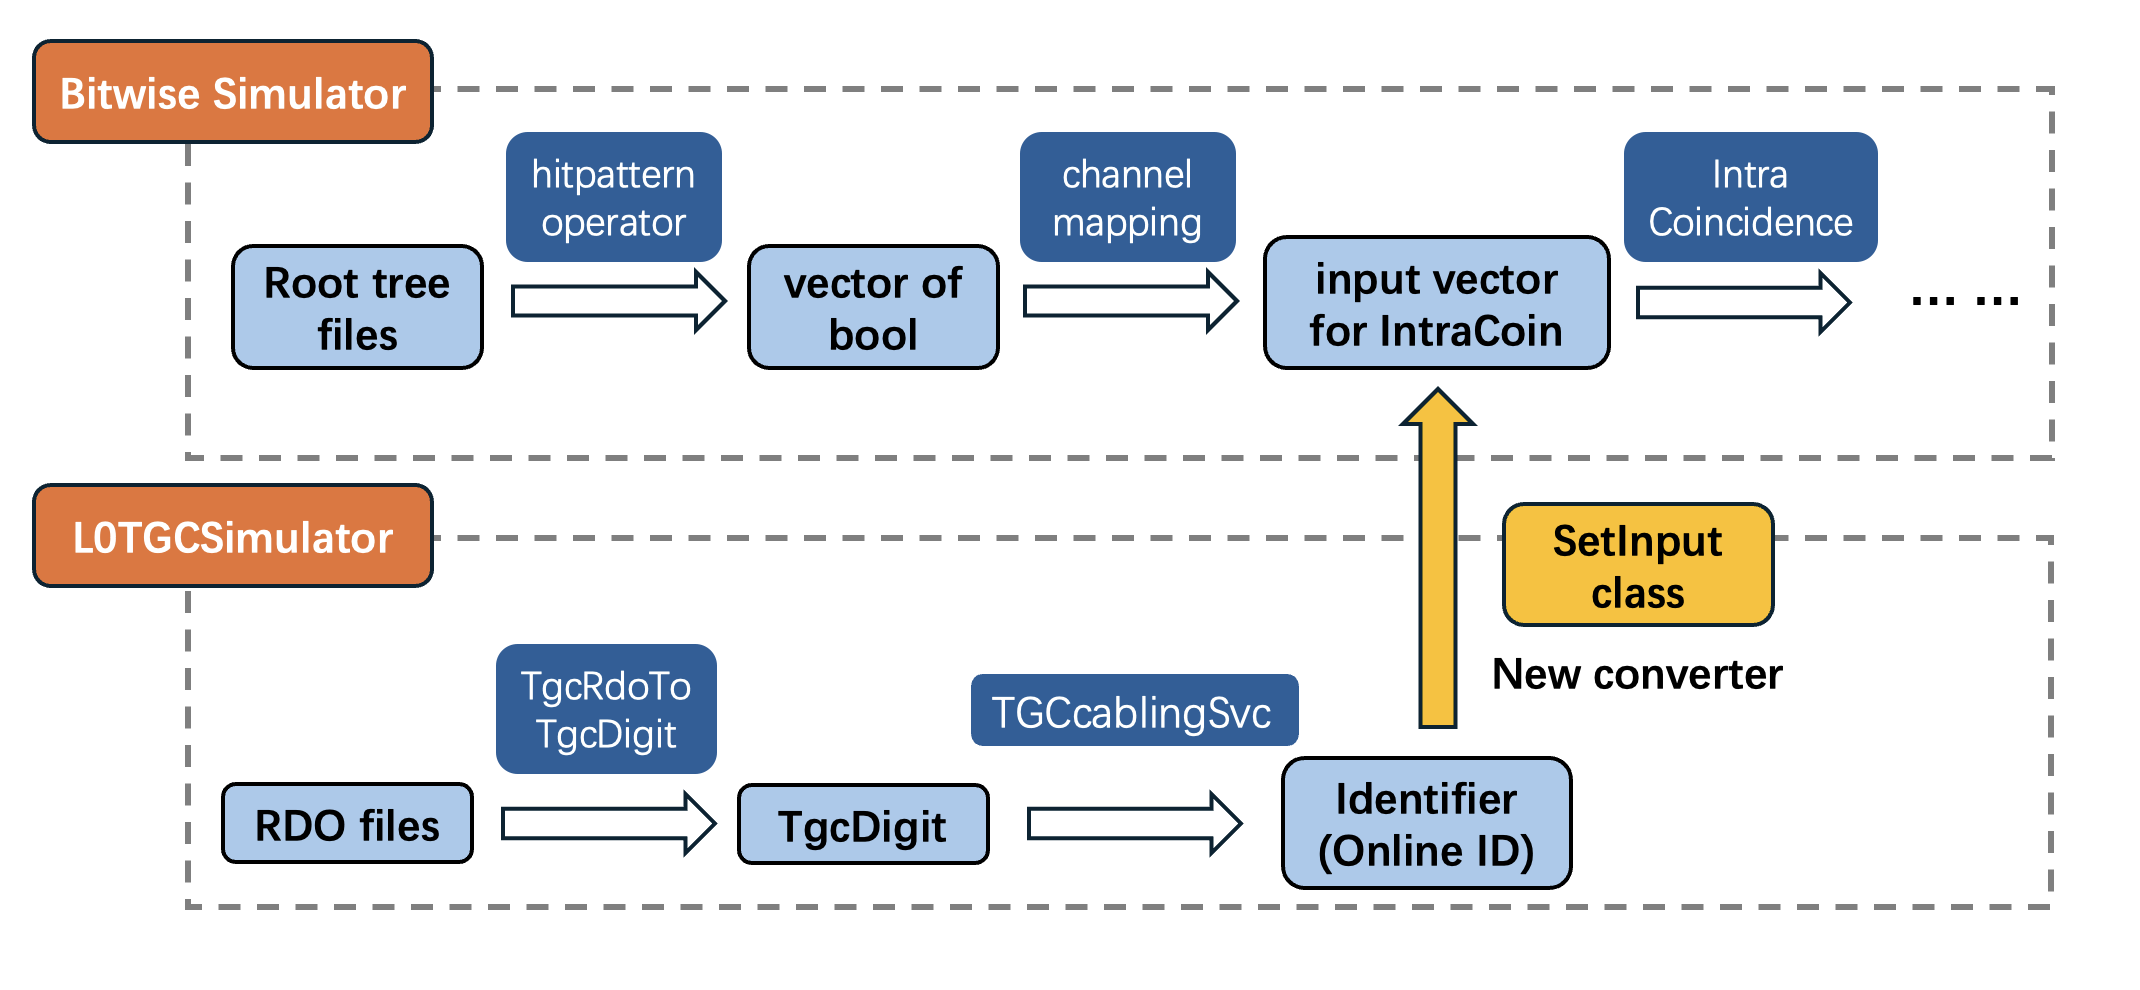 Bitwise Simulator
hitpattern
operator
channel
mapping
Intra
Coincidence
Root tree
files
vector of
bool
input vector
for IntraCoin
... ...
L0TGCSimulator
SetInput
class
New converter
TgcRdoTo
TgcDigit
TGCcablingSvc
RDO files
TgcDigit
Identifier
(Online ID)